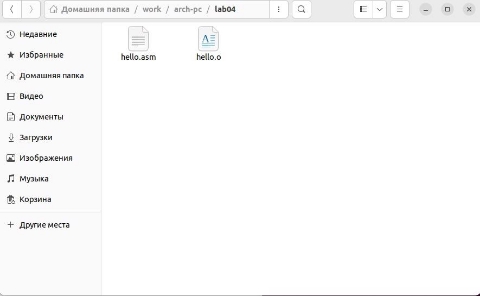 Домашняя папка / work / arch-pc / lab04
Недавние
Избранные
Домашняя папка
Видео
Документы
Загрузки
Изображения
Музыка
Корзина
+ Другие места
hello.asm
hello.o